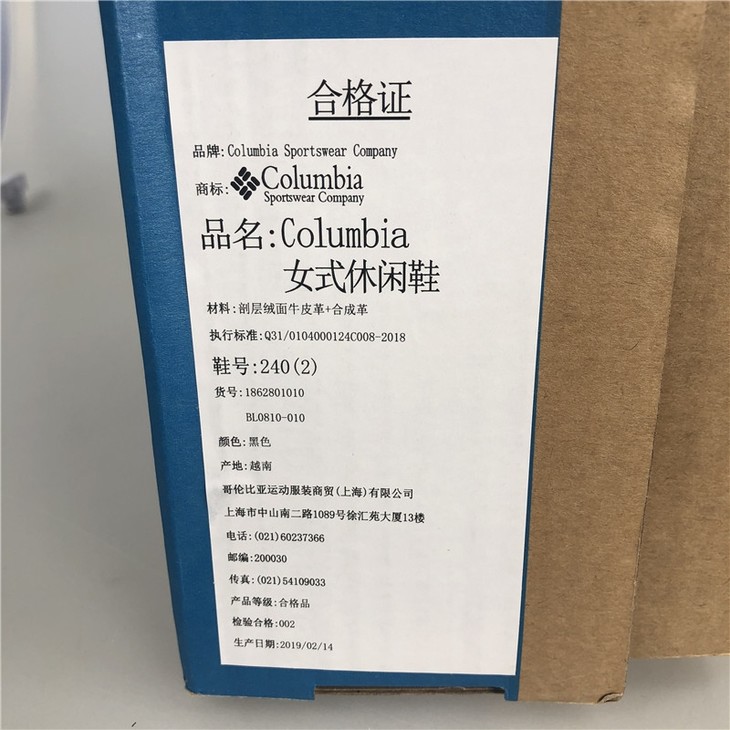 合格证
品牌:Columbia Sportswear Company
商标:Columbia
Sportswear Company
品名:Columbia
女式休闲鞋
材料:剖层绒面牛皮革+合成革
执行标准:Q31/0104000124C008-2018
鞋号:240(2)
货号:1862801010
BL0810-010
颜色:黑色
产地:越南
哥伦比亚运动服装商贸(上海)有限公司
上海市中山南二路1089号徐汇苑大厦13楼
电话:(021)60237366
邮编:200030
传真:(021)54109033
产品等级:合格品
检验合格:002
生产日期:2019/02/14